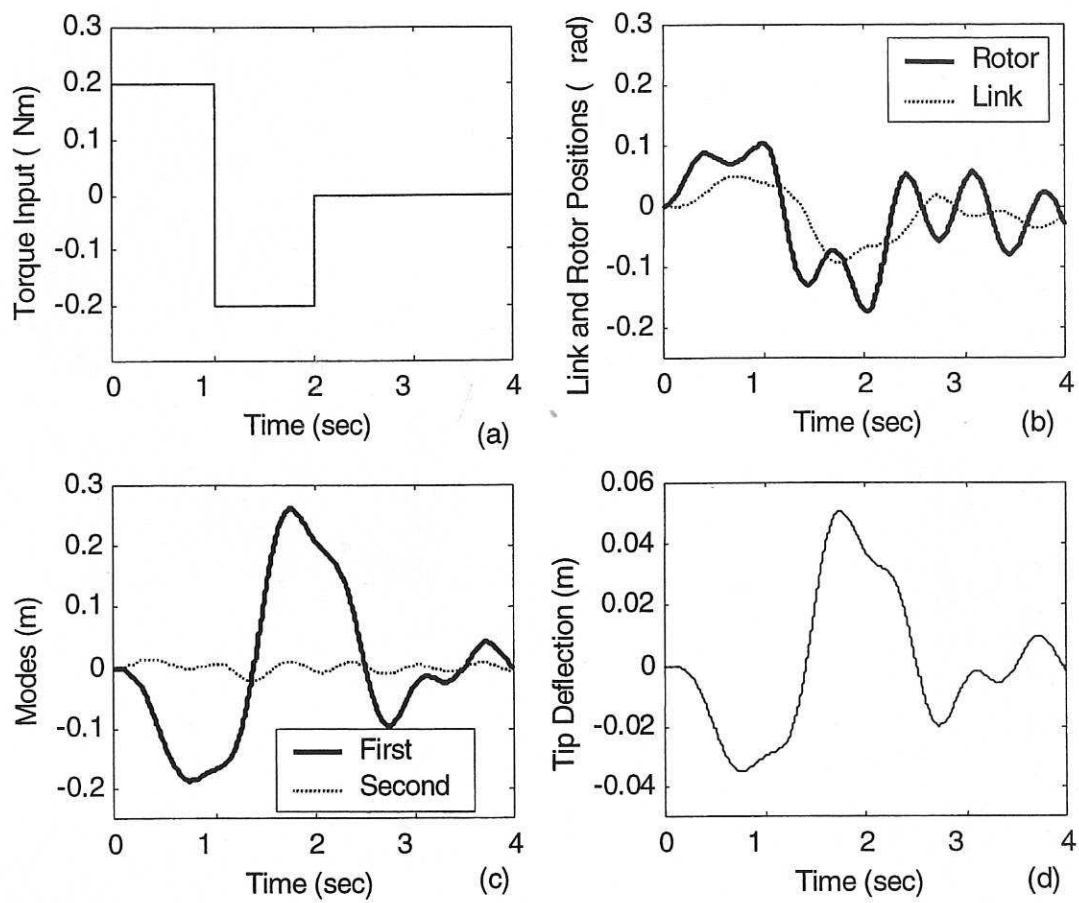 0.3
0.2
0.1
0
-0.1
-0.2
Torque Input ( Nm)
0 1 2 3 4
Time (sec)
(a)
0.3
0.2
0.1
0
-0.1
-0.2
Link and Rotor Positions ( rad)
Rotor
Link
0 1 2 3 4
Time (sec)
(b)
0.3
0.2
0.1
0
-0.1
-0.2
Modes (m)
First
Second
0 1 2 3 4
Time (sec)
(c)
0.06
0.04
0.02
0
-0.02
-0.04
Tip Deflection (m)
0 1 2 3 4
Time (sec)
(d)